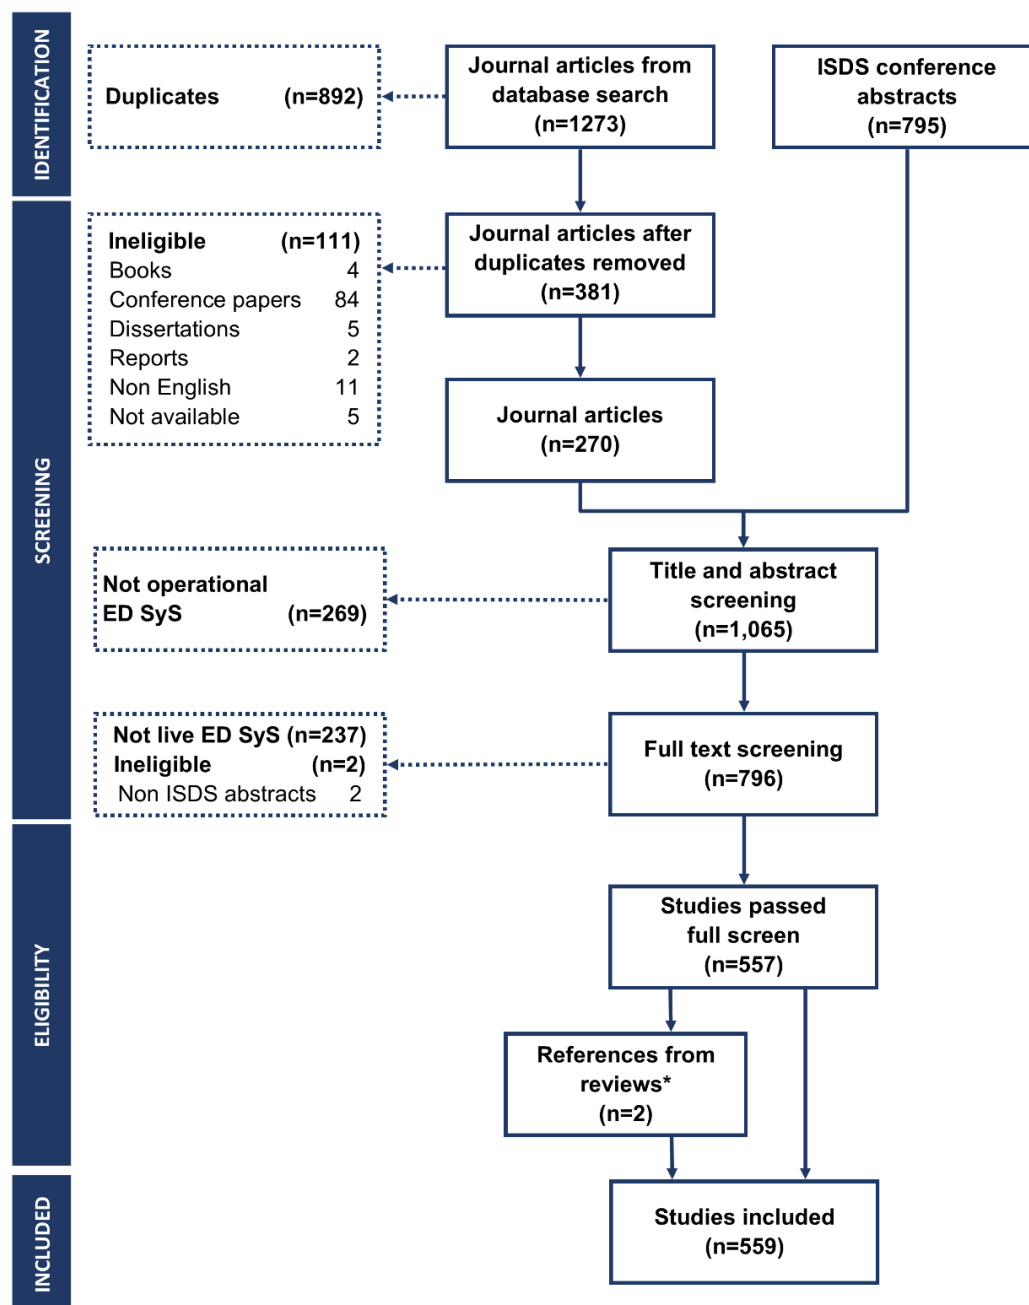 IDENTIFICATION
Duplicates (n=892)
Journal articles from
database search
(n=1273)
ISDS conference
abstracts
(n=795)
SCREENING
Ineligible (n=111)
Books 4
Conference papers 84
Dissertations 5
Reports 2
Non English 11
Not available 5
Journal articles after
duplicates removed
(n=381)
Journal articles
(n=270)
Not operational
ED SyS (n=269)
Title and abstract
screening
(n=1,065)
Not live ED SyS (n=237)
Ineligible (n=2)
Non ISDS abstracts 2
Full text screening
(n=796)
ELIGIBILITY
Studies passed
full screen
(n=557)
References from
reviews*
(n=2)
INCLUDED
Studies included
(n=559)